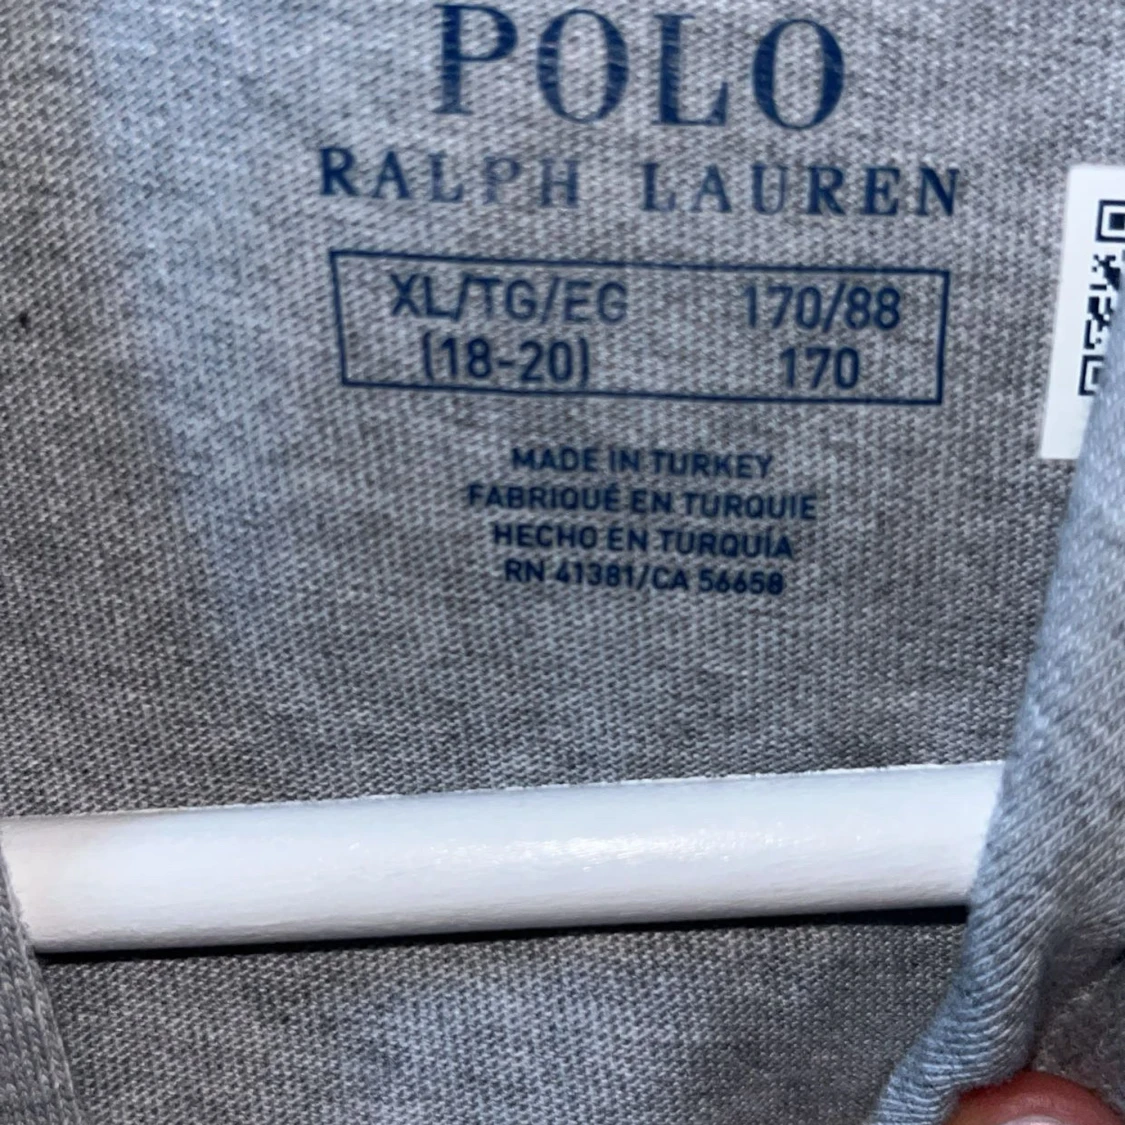 POLO
RALPH LAUREN
XL/TG/EG 170/88
(18-20) 170
MADE IN TURKEY
FABRIQUÉ EN TURQUIE
HECHO EN TURQUÍA
RN 41381/CA 56658